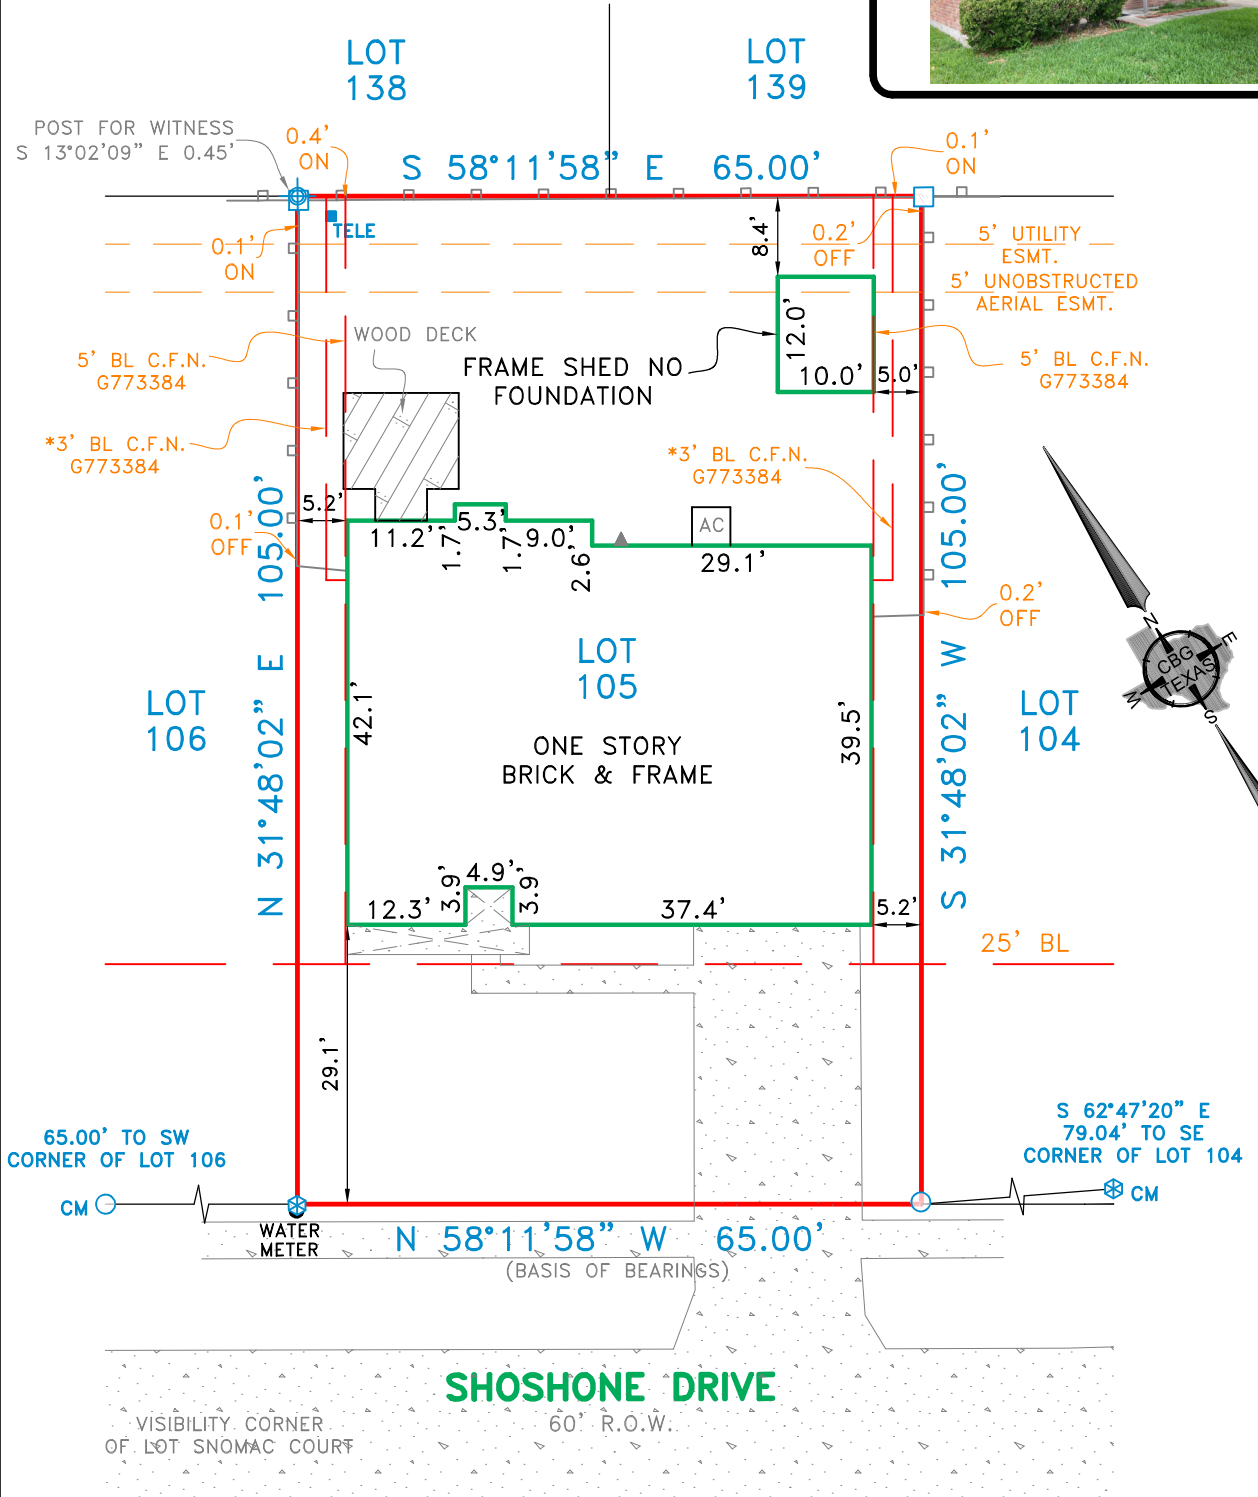 LOT
138
LOT
139
POST FOR WITNESS
S 13°02'09" E 0.45'
0.4'
ON
S 58°11'58" E 65.00'
0.1'
ON
TELE
0.1'
ON
8.4'
0.2'
OFF
5' UTILITY
ESMT.
5' UNOBSTRUCTED
AERIAL ESMT.
WOOD DECK
5' BL C.F.N.
G773384
FRAME SHED NO
FOUNDATION
12.0'
10.0'
5.0'
5' BL C.F.N.
G773384
*3' BL C.F.N.
G773384
*3' BL C.F.N.
G773384
5.2'
0.1'
OFF
11.2'
1.7'
5.3'
1.7'
9.0'
2.6'
AC
29.1'
N 31°48'02" E 105.00'
S 31°48'02" W 105.00'
0.2'
OFF
N
E
CBG
TEXAS
W
S
LOT
105
LOT
106
LOT
104
42.1'
39.5'
ONE STORY
BRICK & FRAME
12.3'
3.9'
4.9'
3.9'
37.4'
5.2'
25' BL
29.1'
65.00' TO SW
CORNER OF LOT 106
CM
S 62°47'20" E
79.04' TO SE
CORNER OF LOT 104
CM
WATER
METER
N 58°11'58" W 65.00'
(BASIS OF BEARINGS)
SHOSHONE DRIVE
60' R.O.W.
VISIBILITY CORNER
OF LOT SNOMAC COURT